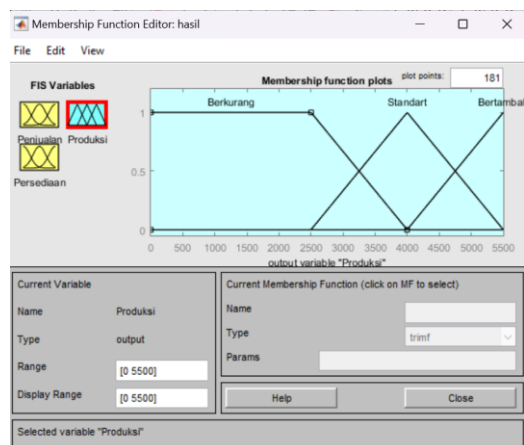 Membership Function Editor: hasil
File Edit View
FIS Variables
Penjualan Produksi
Persediaan
Membership function plots plot points: 181
Berkurang Standart Bertambah
1
0.5
0
0 500 1000 1500 2000 2500 3000 3500 4000 4500 5000 5500
output variable "Produksi"
Current Variable
Name Produksi
Type output
Range [0 5500]
Display Range [0 5500]
Current Membership Function (click on MF to select)
Name
Type trimf
Params
Help Close
Selected variable "Produksi"